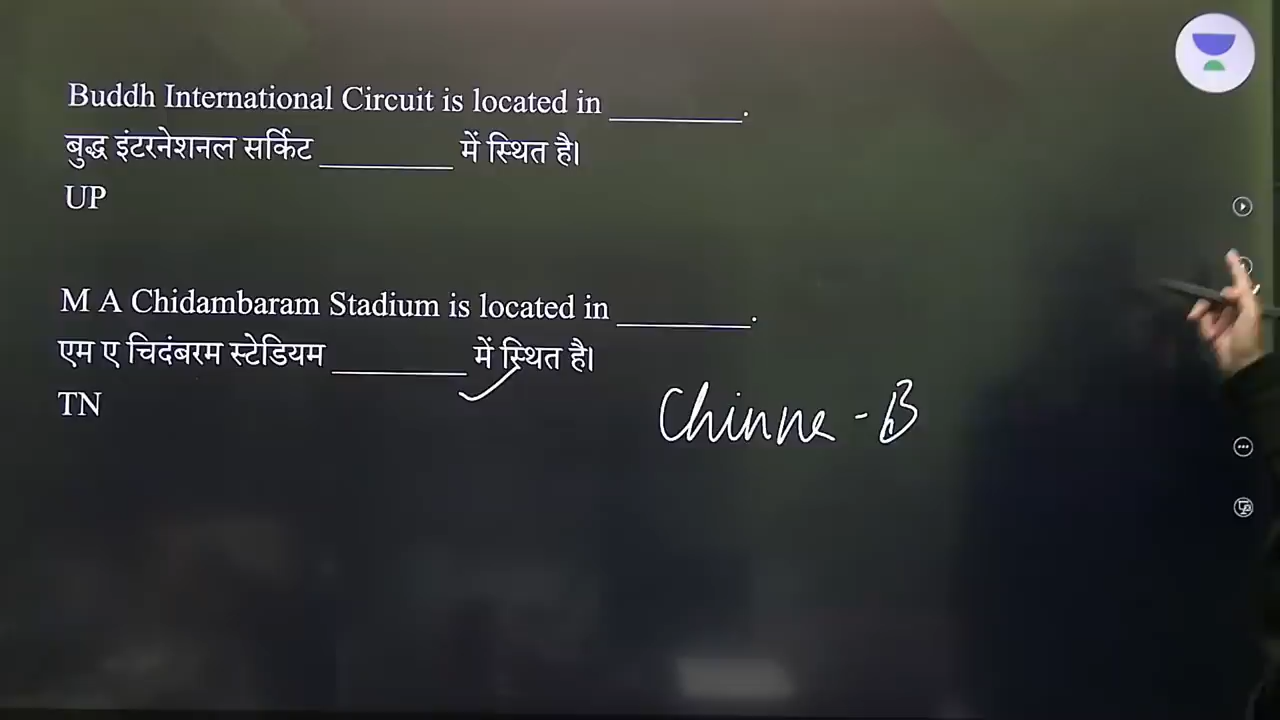 Buddh International Circuit is located in ________.
बुद्ध इंटरनेशनल सर्किट ________ में स्थित है।
UP
M A Chidambaram Stadium is located in ________.
एम ए चिदंबरम स्टेडियम ________ में स्थित है।
TN
Chinna - B